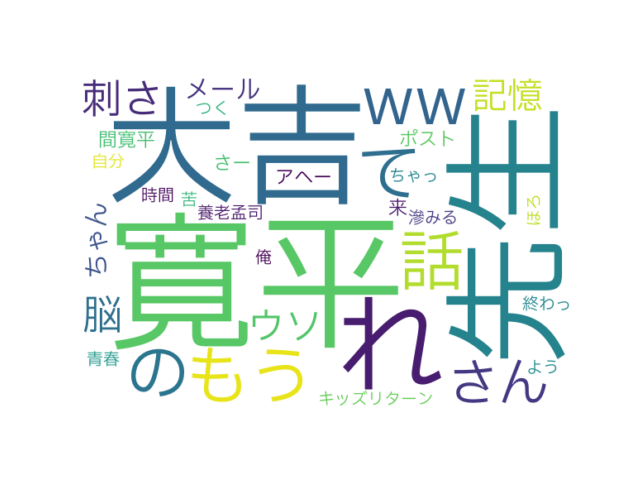 刺さ
メール
つく
大吉
ww
記憶
間寛平
自分
さー
アヘー
て
ポスト
ちゃっ
先生
時間
苦
養老孟司
来
滲みる
ほろ
ちゃん
寛平
俺
話
脳
ウソ
れ
終わっ
青春
の
もう
さん
よう
キッズリターン